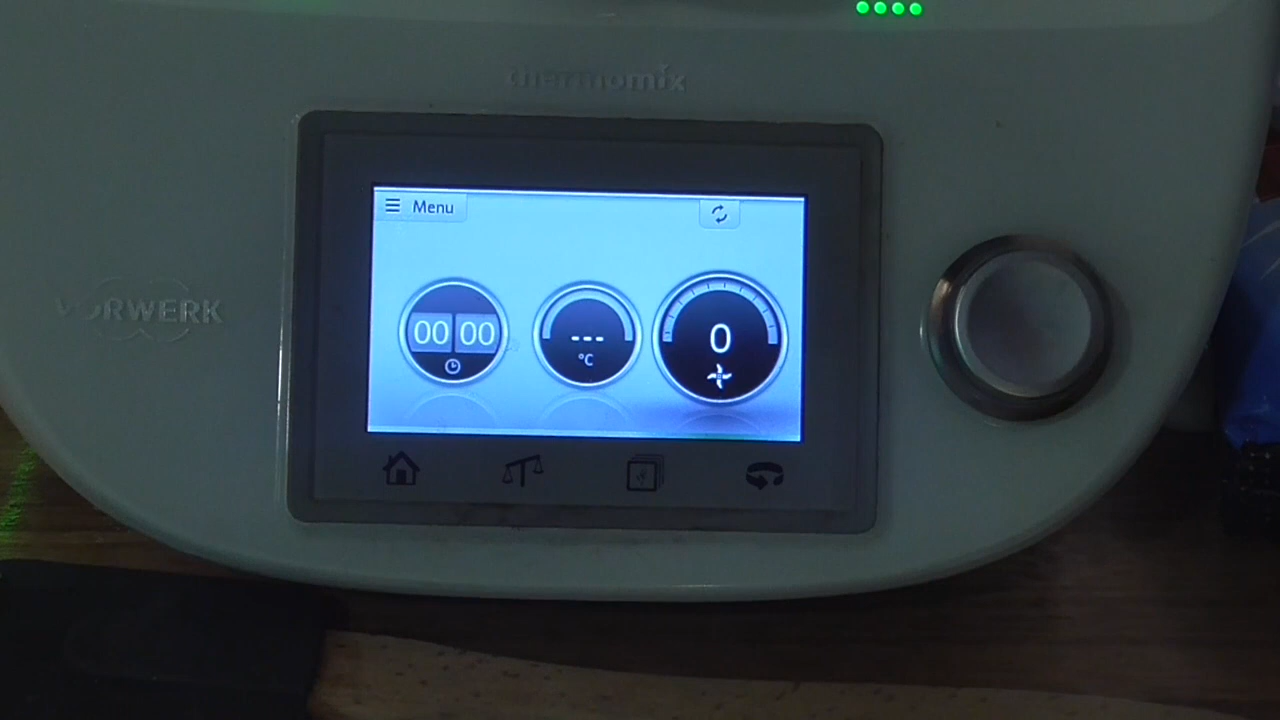 thermomix
Menu
VORWERK
00 00
---
°C
0